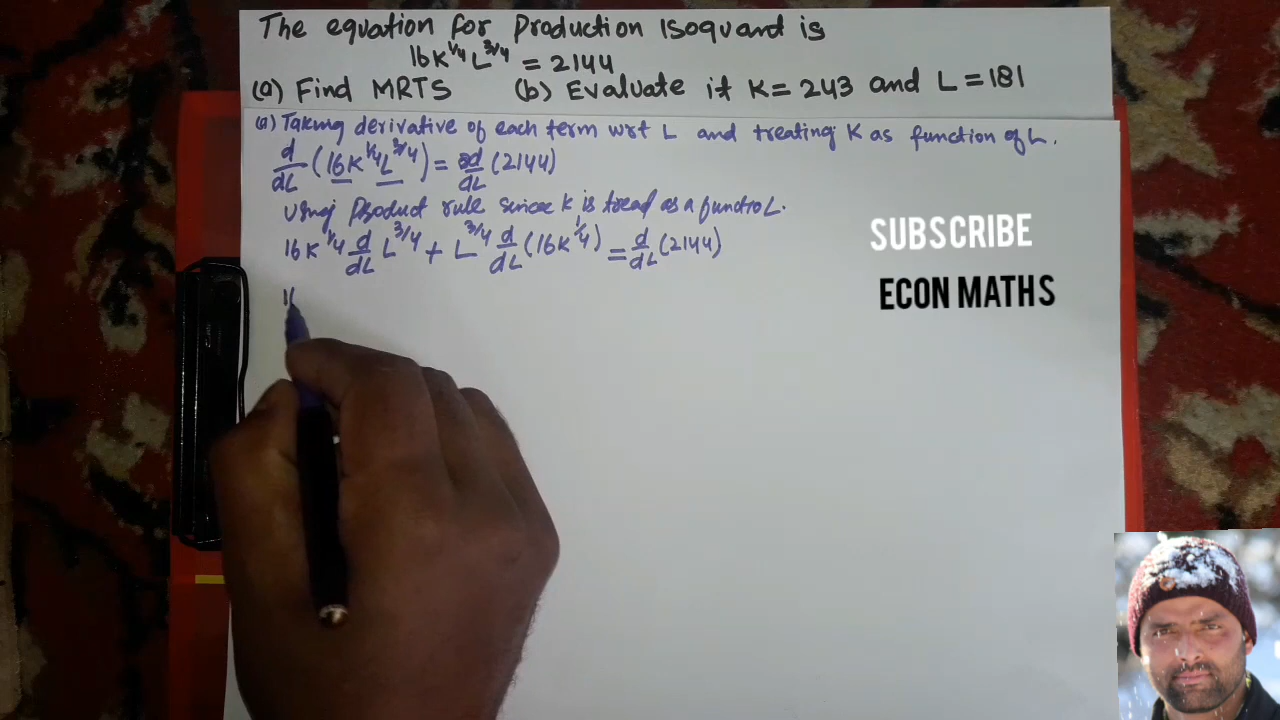 The equation for Production Isoquard is
16K^1/4 L^3/4 = 2144
(a) Find MRTS (b) Evaluate if K = 243 and L = 181
(a) Taking derivative of each term wrt L and treating K as function of L.
d/dL (16K^1/4 L^3/4) = d/dL (2144)
Using Product rule since K is tread as a functio L.
16K^1/4 d/dL L^3/4 + L^3/4 d/dL (16K^1/4) = d/dL (2144)
SUBSCRIBE
ECON MATHS